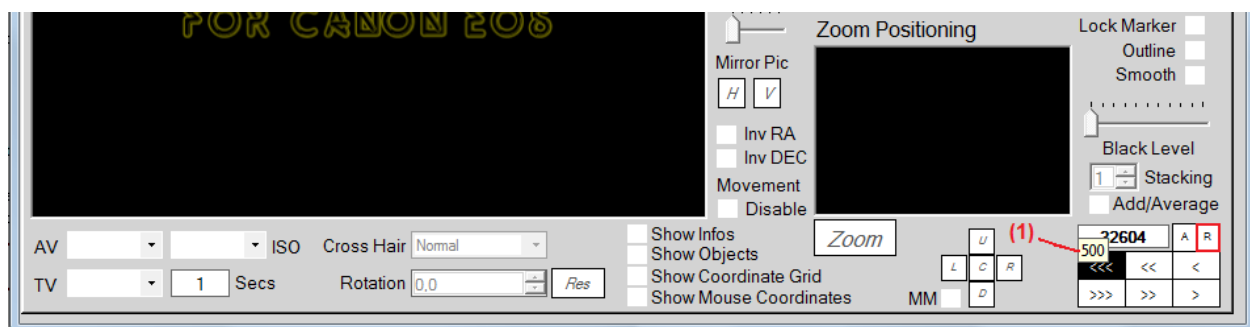 FOR CANON EOS
Zoom Positioning
Lock Marker
Outline
Smooth
Mirror Pic
H V
Inv RA
Inv DEC
Black Level
Movement
Disable
1 Stacking
Add/Average
AV ISO Cross Hair Normal
Show Infos
Show Objects
Zoom
U
(1)
32604 A R
500
L C R
<<< << <
TV 1 Secs Rotation 0,0 Res
Show Coordinate Grid
Show Mouse Coordinates
MM D
>>> >> >